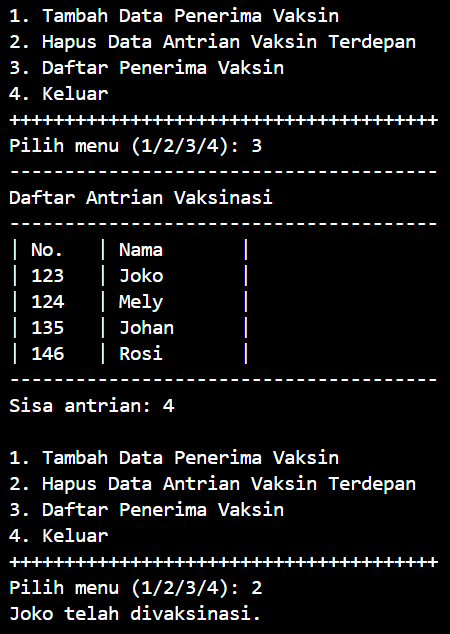 1. Tambah Data Penerima Vaksin
2. Hapus Data Antrian Vaksin Terdepan
3. Daftar Penerima Vaksin
4. Keluar
+++++++++++++++++++++++++++++++++++++++
Pilih menu (1/2/3/4): 3
---------------------------------------
Daftar Antrian Vaksinasi
---------------------------------------
| No.   | Nama       |
| 123   | Joko       |
| 124   | Mely       |
| 135   | Johan      |
| 146   | Rosi       |
---------------------------------------
Sisa antrian: 4

1. Tambah Data Penerima Vaksin
2. Hapus Data Antrian Vaksin Terdepan
3. Daftar Penerima Vaksin
4. Keluar
+++++++++++++++++++++++++++++++++++++++
Pilih menu (1/2/3/4): 2
Joko telah divaksinasi.